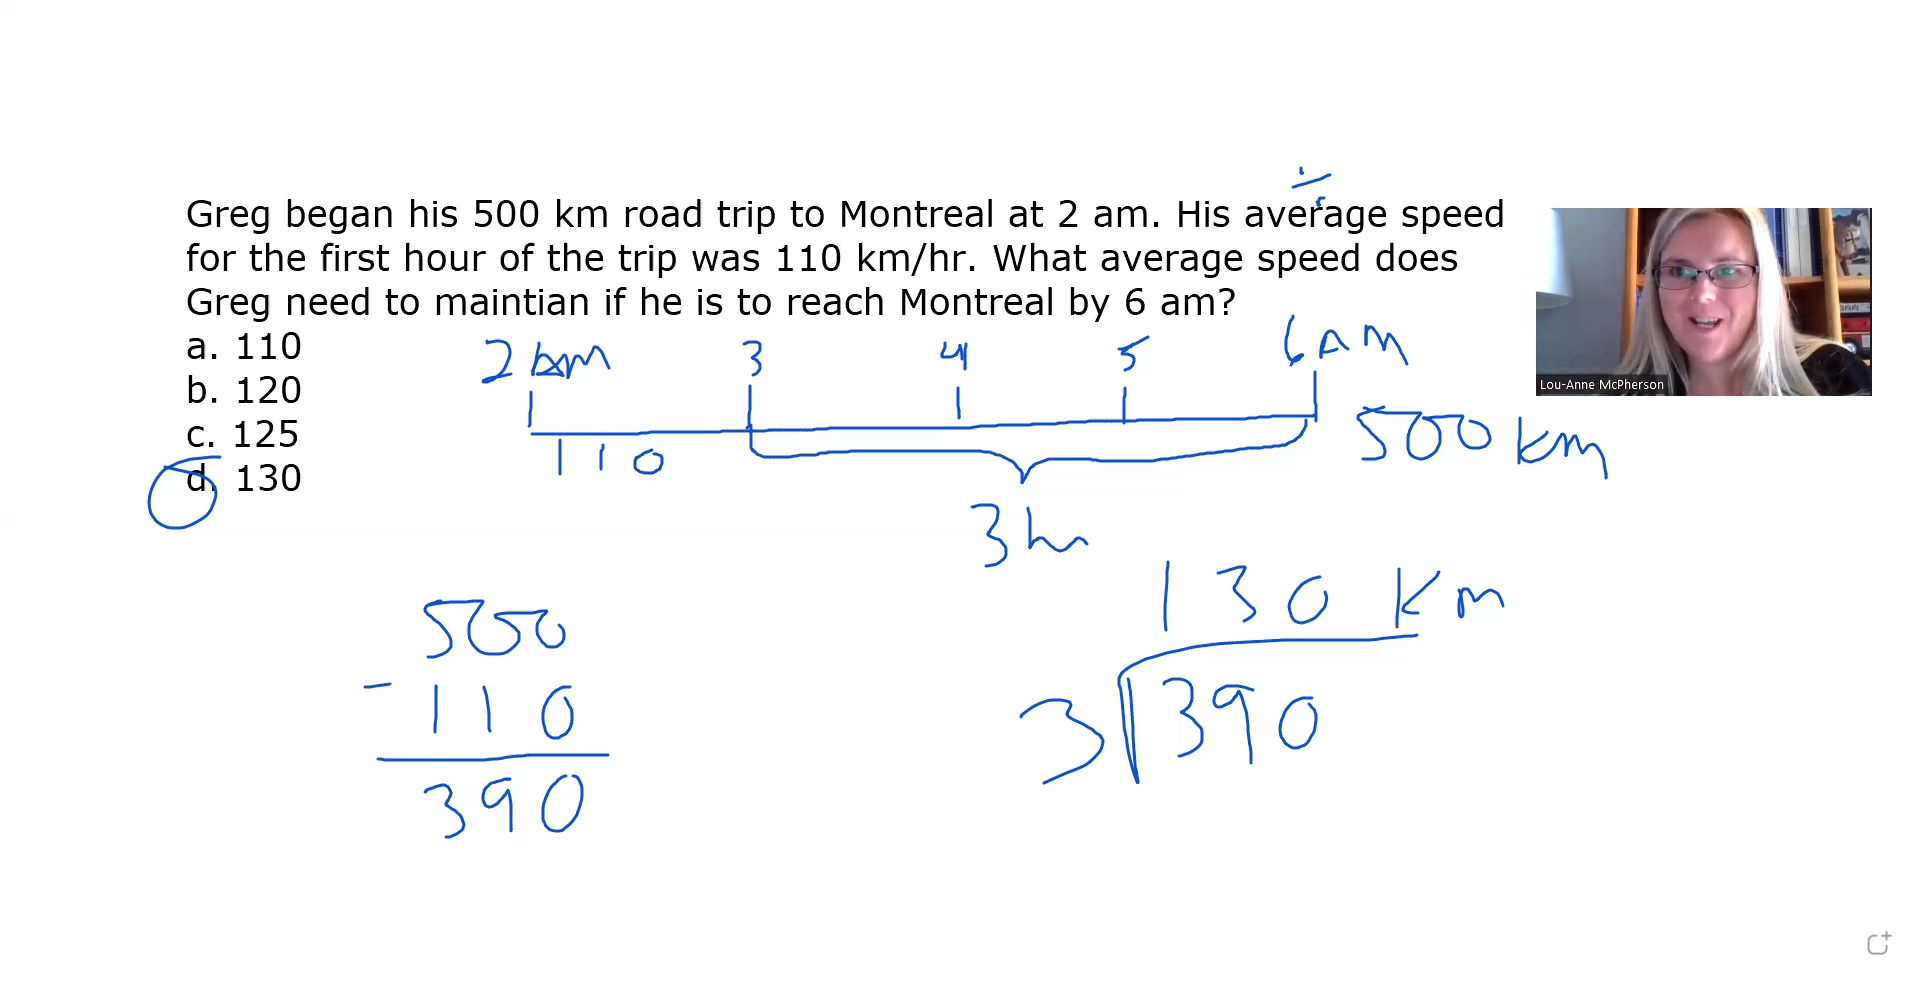 Greg began his 500 km road trip to Montreal at 2 am. His average speed
for the first hour of the trip was 110 km/hr. What average speed does
Greg need to maintian if he is to reach Montreal by 6 am?
a. 110
b. 120
c. 125
d. 130
÷
2 am 3 4 5 6 AM
110
500 km
3 hr
500
- 110
390
130 Km
3 390
Lou-Anne McPherson